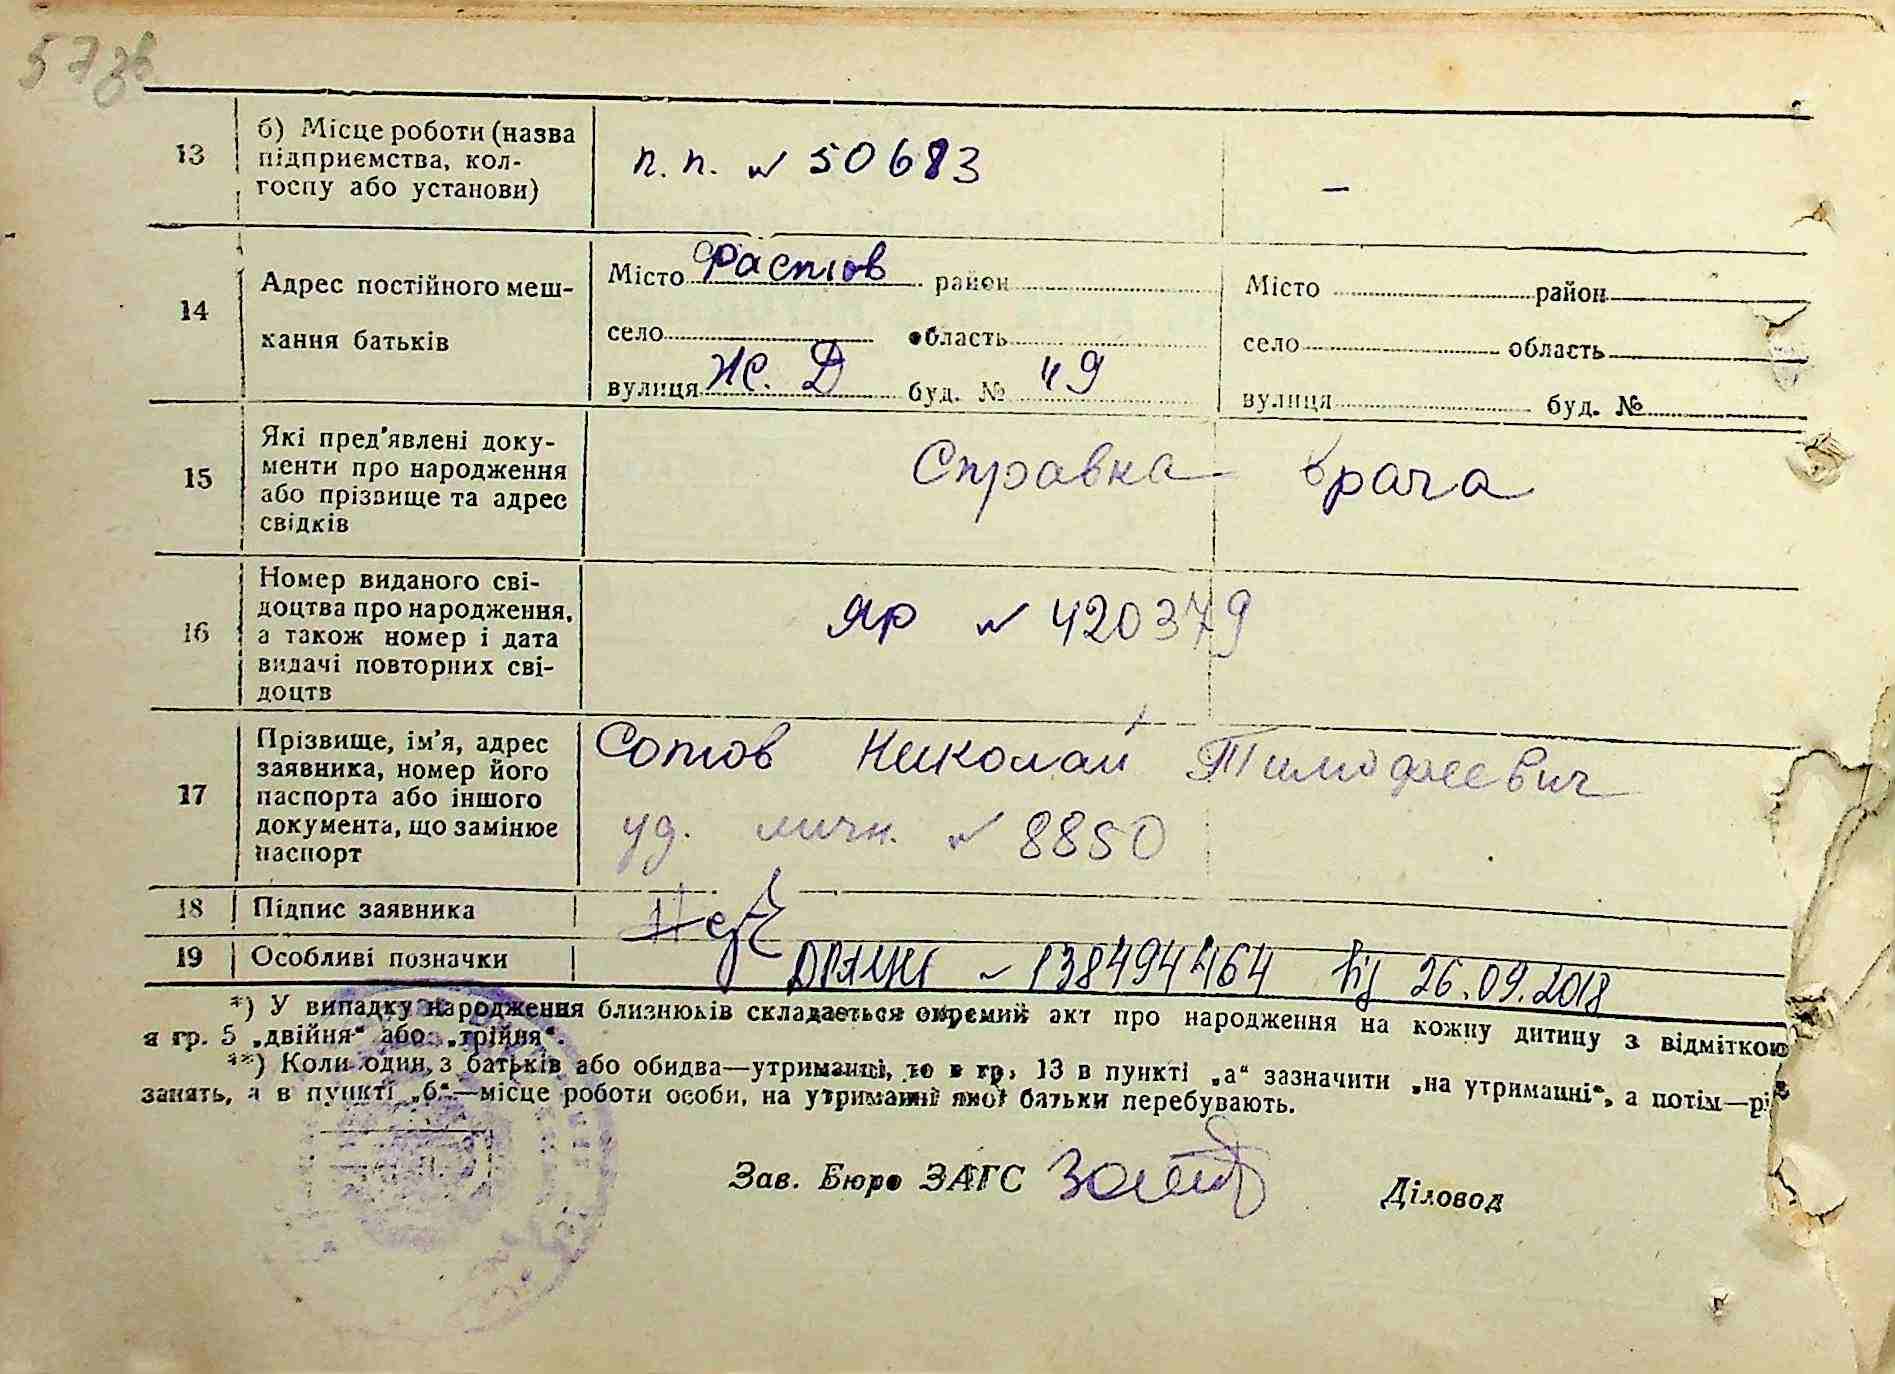 57 зв
13 б) Місце роботи (назва
підприємства, кол-
госпу або установи)
п. п. № 50683 –
14 Адрес постійного меш-
кання батьків
Місто Фастов район
село область
вулиця Ж. Д буд. № 49
Місто район
село область
вулиця буд. №
15 Які пред'явлені доку-
менти про народження
або прізвище та адрес
свідків
Справка врача
16 Номер виданого сві-
доцтва про народження,
а також номер і дата
видачі повторних сві-
доцтв
ЯР № 420379
17 Прізвище, ім'я, адрес
заявника, номер його
паспорта або іншого
документа, що замінює
паспорт
Сотов Николай Тимофеевич
уд. личн. № 8850
18 Підпис заявника
19 Особливі позначки
ДРАЦСГ № 138494464 від 26.09.2018
*) У випадку народження близнюків складається окремий акт про народження на кожну дитину з відміткою
в гр. 5 „двійня“ або „трійня“.
**) Коли один з батьків або обидва—утриманці, то в гр. 13 в пункті „а“ зазначити „на утриманні“, а потім—рід
занять, а в пункті „б“—місце роботи особи, на утриманні якої батьки перебувають.
Зав. Бюро ЗАГС Діловод